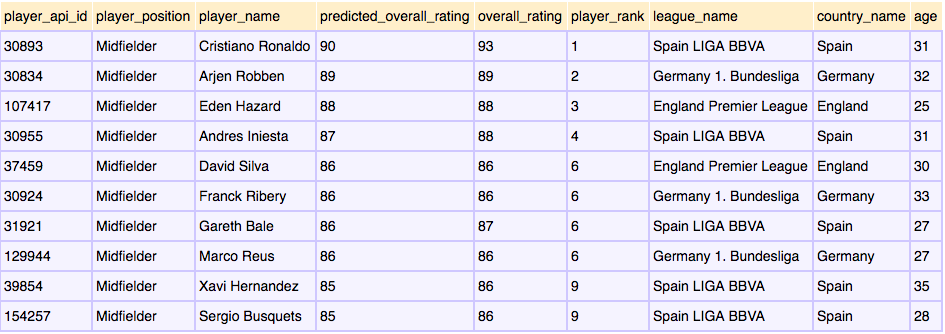 player_api_id player_position player_name predicted_overall_rating overall_rating player_rank league_name country_name age
30893 Midfielder Cristiano Ronaldo 90 93 1 Spain LIGA BBVA Spain 31
30834 Midfielder Arjen Robben 89 89 2 Germany 1. Bundesliga Germany 32
107417 Midfielder Eden Hazard 88 88 3 England Premier League England 25
30955 Midfielder Andres Iniesta 87 88 4 Spain LIGA BBVA Spain 31
37459 Midfielder David Silva 86 86 6 England Premier League England 30
30924 Midfielder Franck Ribery 86 86 6 Germany 1. Bundesliga Germany 33
31921 Midfielder Gareth Bale 86 87 6 Spain LIGA BBVA Spain 27
129944 Midfielder Marco Reus 86 86 6 Germany 1. Bundesliga Germany 27
39854 Midfielder Xavi Hernandez 85 86 9 Spain LIGA BBVA Spain 35
154257 Midfielder Sergio Busquets 85 86 9 Spain LIGA BBVA Spain 28